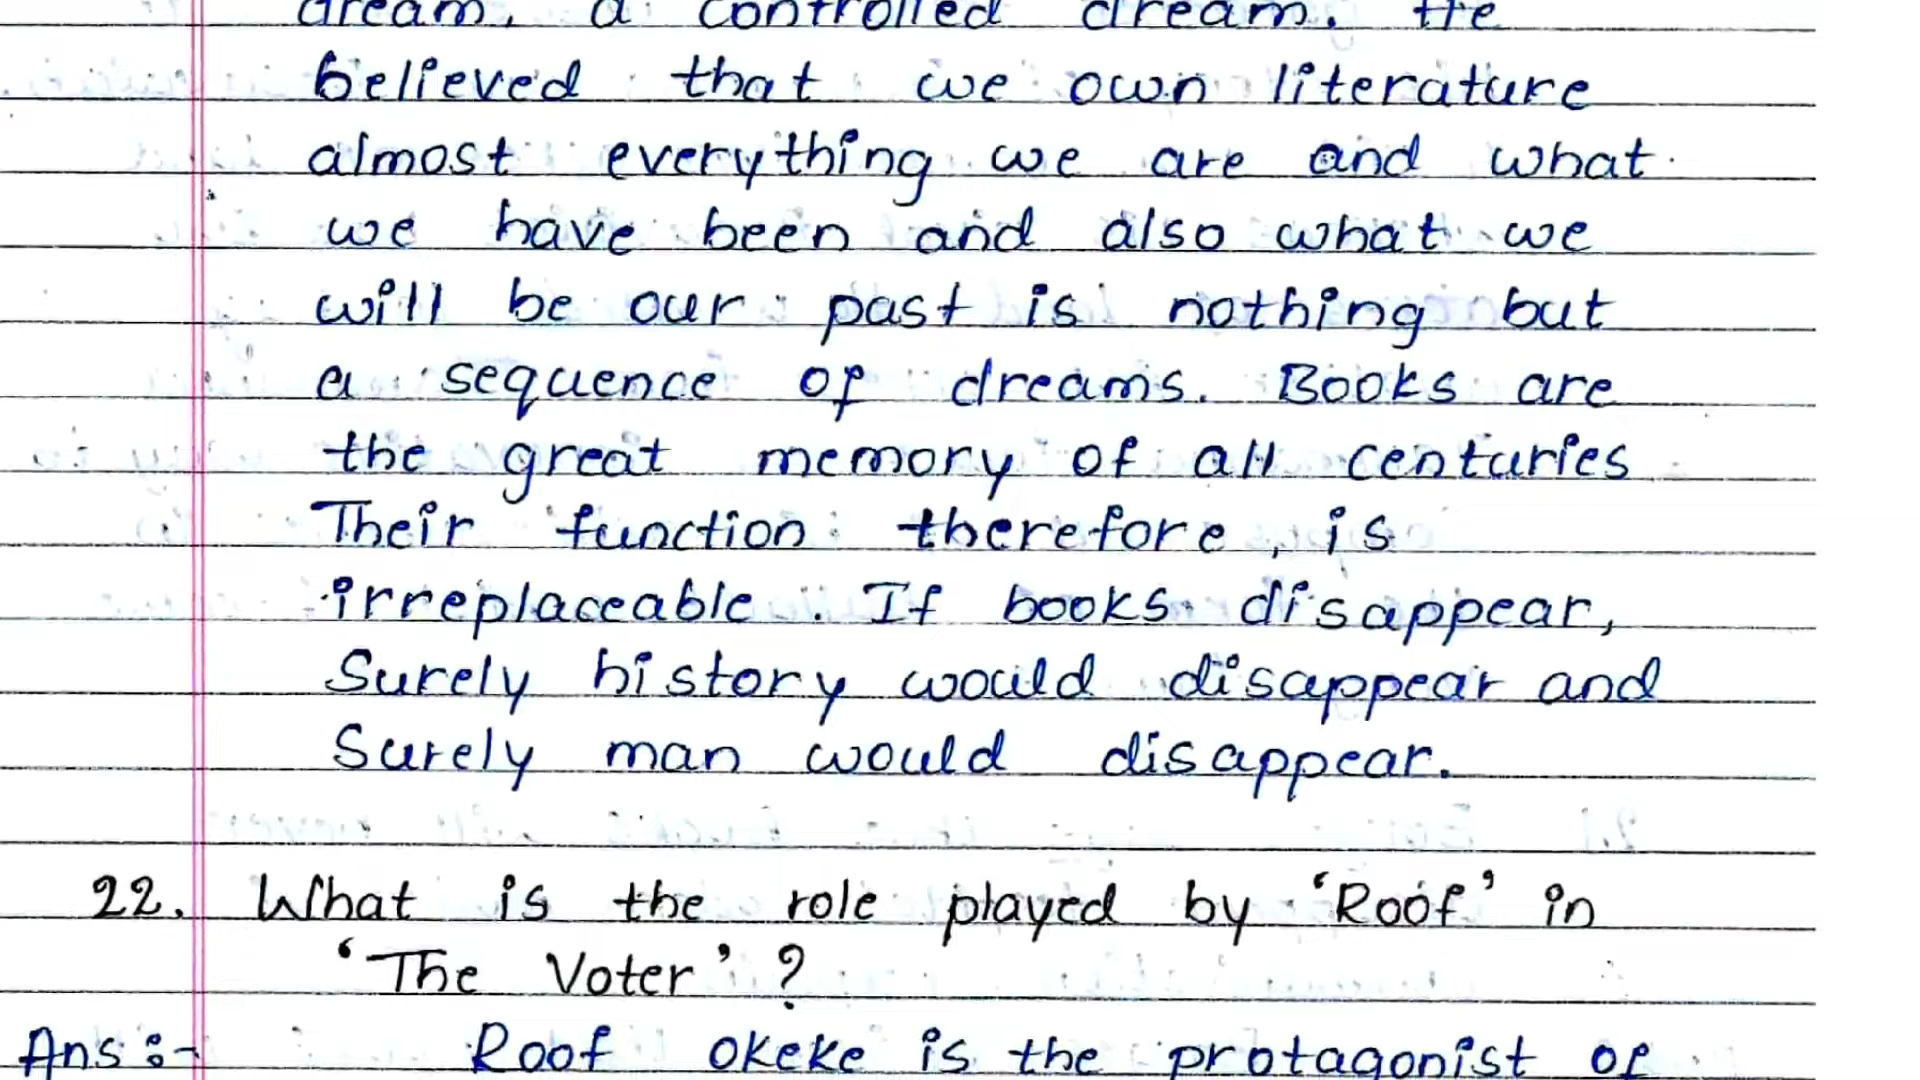 dream, a controlled dream. He
believed that we own literature
almost everything we are and what
we have been and also what we
will be our past is nothing but
a sequence of dreams. Books are
the great memory of all centuries
Their function therefore, is
irreplaceable. If books disappear,
Surely history would disappear and
Surely man would disappear.
22. What is the role played by 'Roof' in
'The Voter'?
Ans:- Roof okeke is the protagonist of